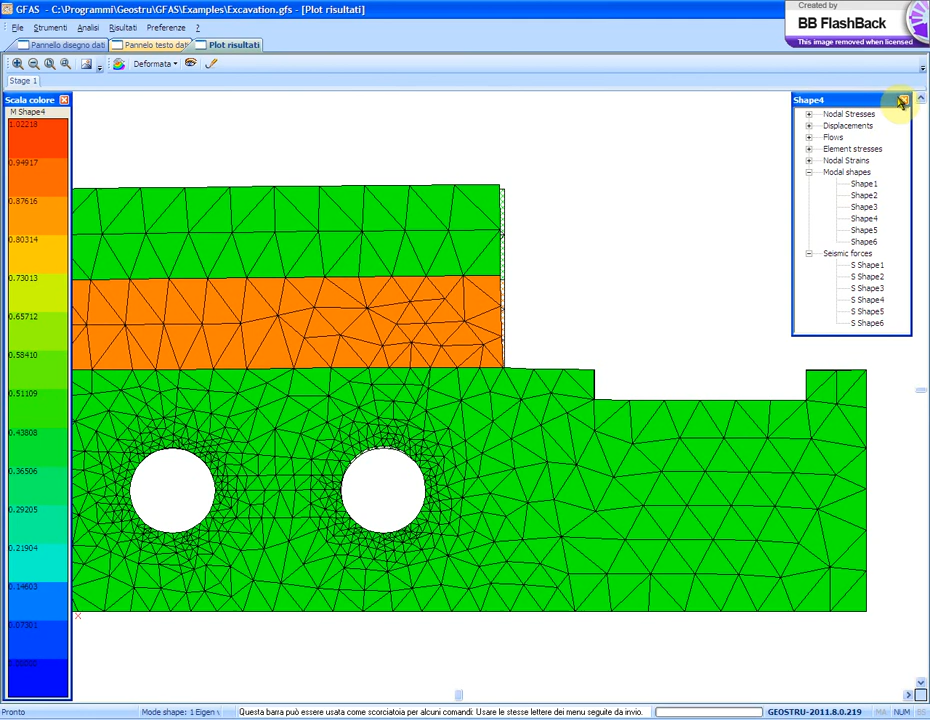 GFAS - C:\Programmi\Geostru\GFAS\Examples\Excavation.gfs - [Plot risultati]
Created by
BB FlashBack
This image removed when licensed
File Strumenti Analisi Risultati Preferenze ?
Pannello disegno dati Pannelo testo dati Plot risultati
Deformata
Stage 1
Scala colore
M Shape4
1.02218
0.94917
0.87616
0.80314
0.73013
0.65712
0.58410
0.51109
0.43808
0.36506
0.29205
0.21904
0.14603
0.07301
0.00000
Shape4
Nodal Stresses
Displacements
Flows
Element stresses
Nodal Strains
Modal shapes
Shape1
Shape2
Shape3
Shape4
Shape5
Shape6
Seismic forces
S Shape1
S Shape2
S Shape3
S Shape4
S Shape5
S Shape6
Pronto Mode shape: 1 Eigen v Questa barra può essere usata come scorciatoia per alcuni comandi: Usare le stesse lettere dei menu seguite da invio. GEOSTRU-2011.8.0.219 MA NUM BS